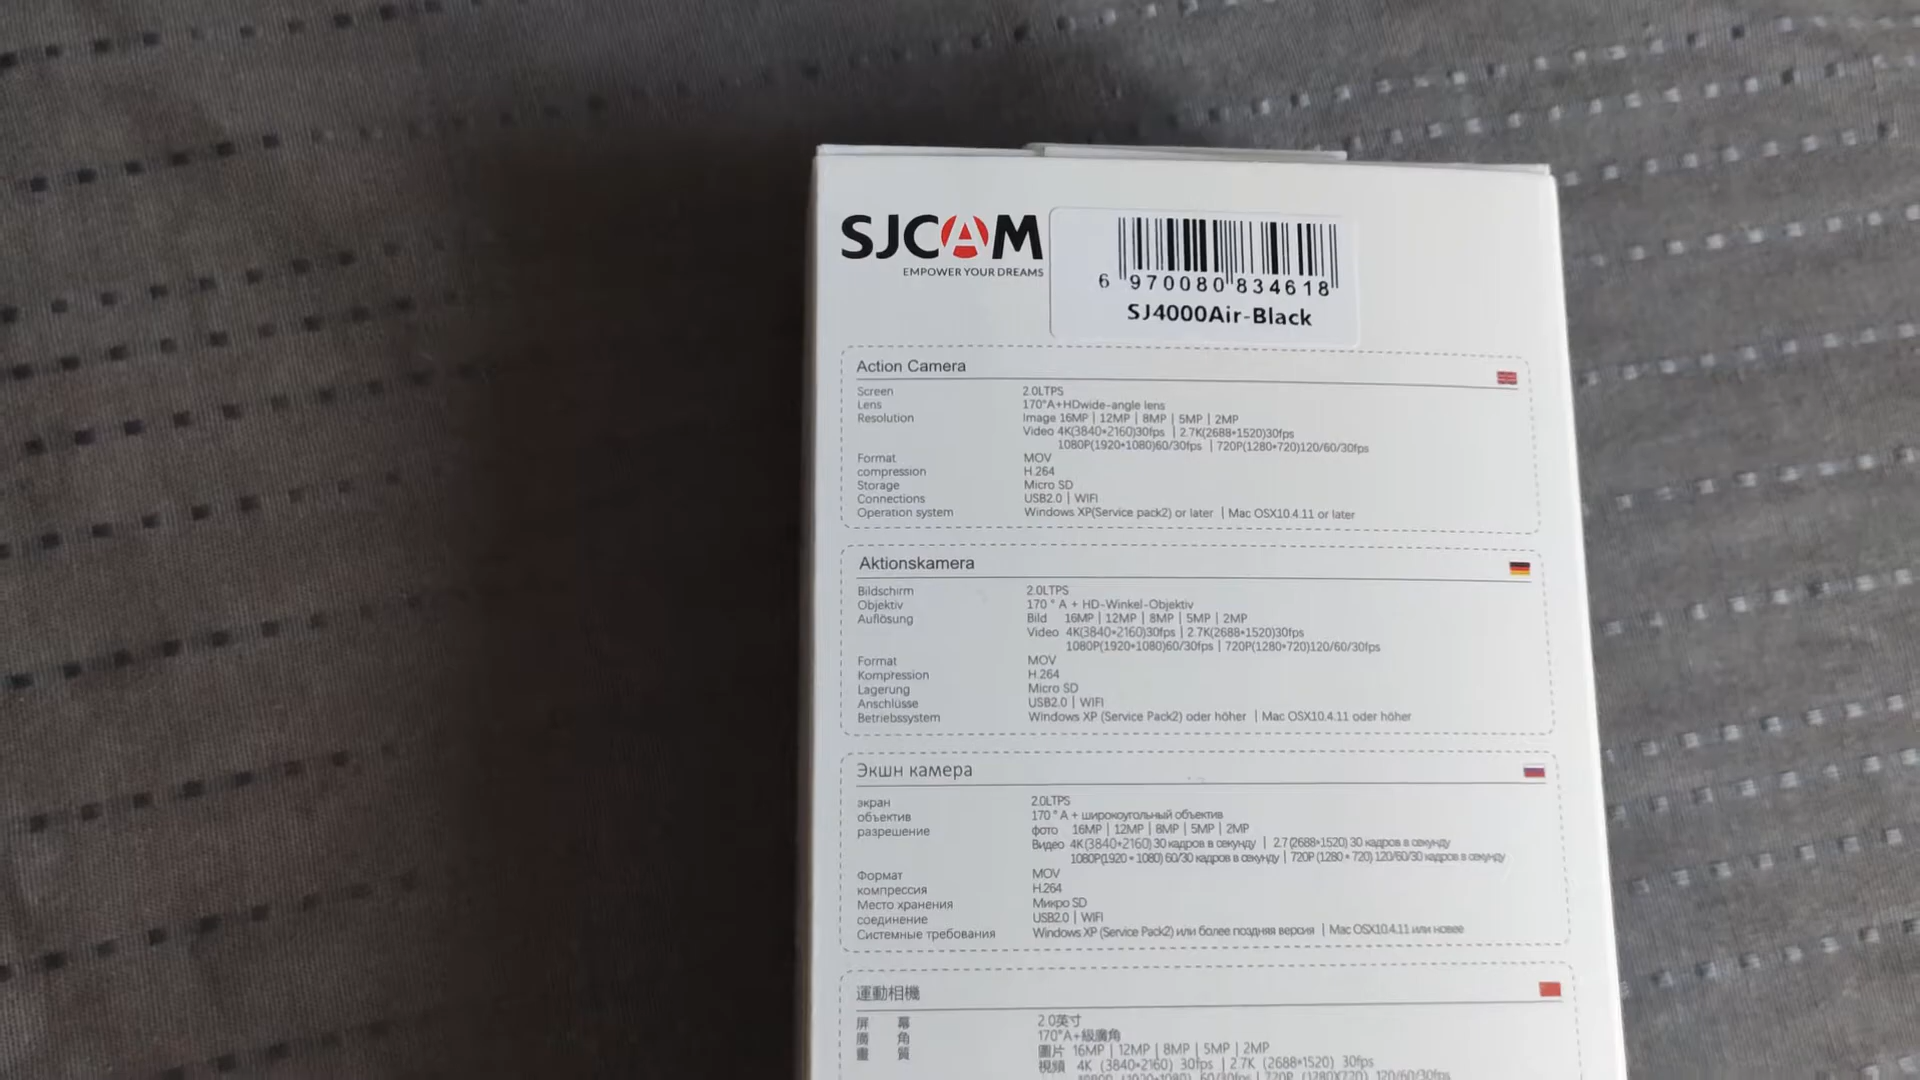 SJCAM
EMPOWER YOUR DREAMS
6 970080 834618
SJ4000Air-Black
Action Camera
Screen 2.0LTPS
Lens 170°A+HDwide-angle lens
Resolution Image 16MP | 12MP | 8MP | 5MP | 2MP
Video 4K(3840*2160)30fps | 2.7K(2688*1520)30fps
1080P(1920*1080)60/30fps | 720P(1280*720)120/60/30fps
Format MOV
compression H.264
Storage Micro SD
Connections USB2.0 | WIFI
Operation system Windows XP(Service pack2) or later | Mac OSX10.4.11 or later
Aktionskamera
Bildschirm 2.0LTPS
Objektiv 170 ° A + HD-Winkel-Objektiv
Auflösung Bild 16MP | 12MP | 8MP | 5MP | 2MP
Video 4K(3840*2160)30fps | 2.7K(2688*1520)30fps
1080P(1920*1080)60/30fps | 720P(1280*720)120/60/30fps
Format MOV
Kompression H.264
Lagerung Micro SD
Anschlüsse USB2.0 | WIFI
Betriebssystem Windows XP (Service Pack2) oder höher | Mac OSX10.4.11 oder höher
Экшн камера
экран 2.0LTPS
объектив 170 ° A + широкоугольный объектив
разрешение фото 16MP | 12MP | 8MP | 5MP | 2MP
Видео 4K(3840*2160) 30 кадров в секунду | 2.7 (2688*1520) 30 кадров в секунду
1080P(1920 * 1080) 60/30 кадров в секунду | 720P (1280 * 720) 120/60/30 кадров в секунду
Формат MOV
компрессия H.264
Место хранения Микро SD
соединение USB2.0 | WIFI
Системные требования Windows XP (Service Pack2) или более поздняя версия | Mac OSX10.4.11 или новее
運動相機
屏 幕 2.0英寸
廣 角 170°A+級廣角
畫 質 圖片 16MP | 12MP | 8MP | 5MP | 2MP
視頻 4K (3840*2160) 30fps | 2.7K (2688*1520) 30fps
1080P (1920*1080) 60/30fps | 720P (1280X720) 120/60/30fps